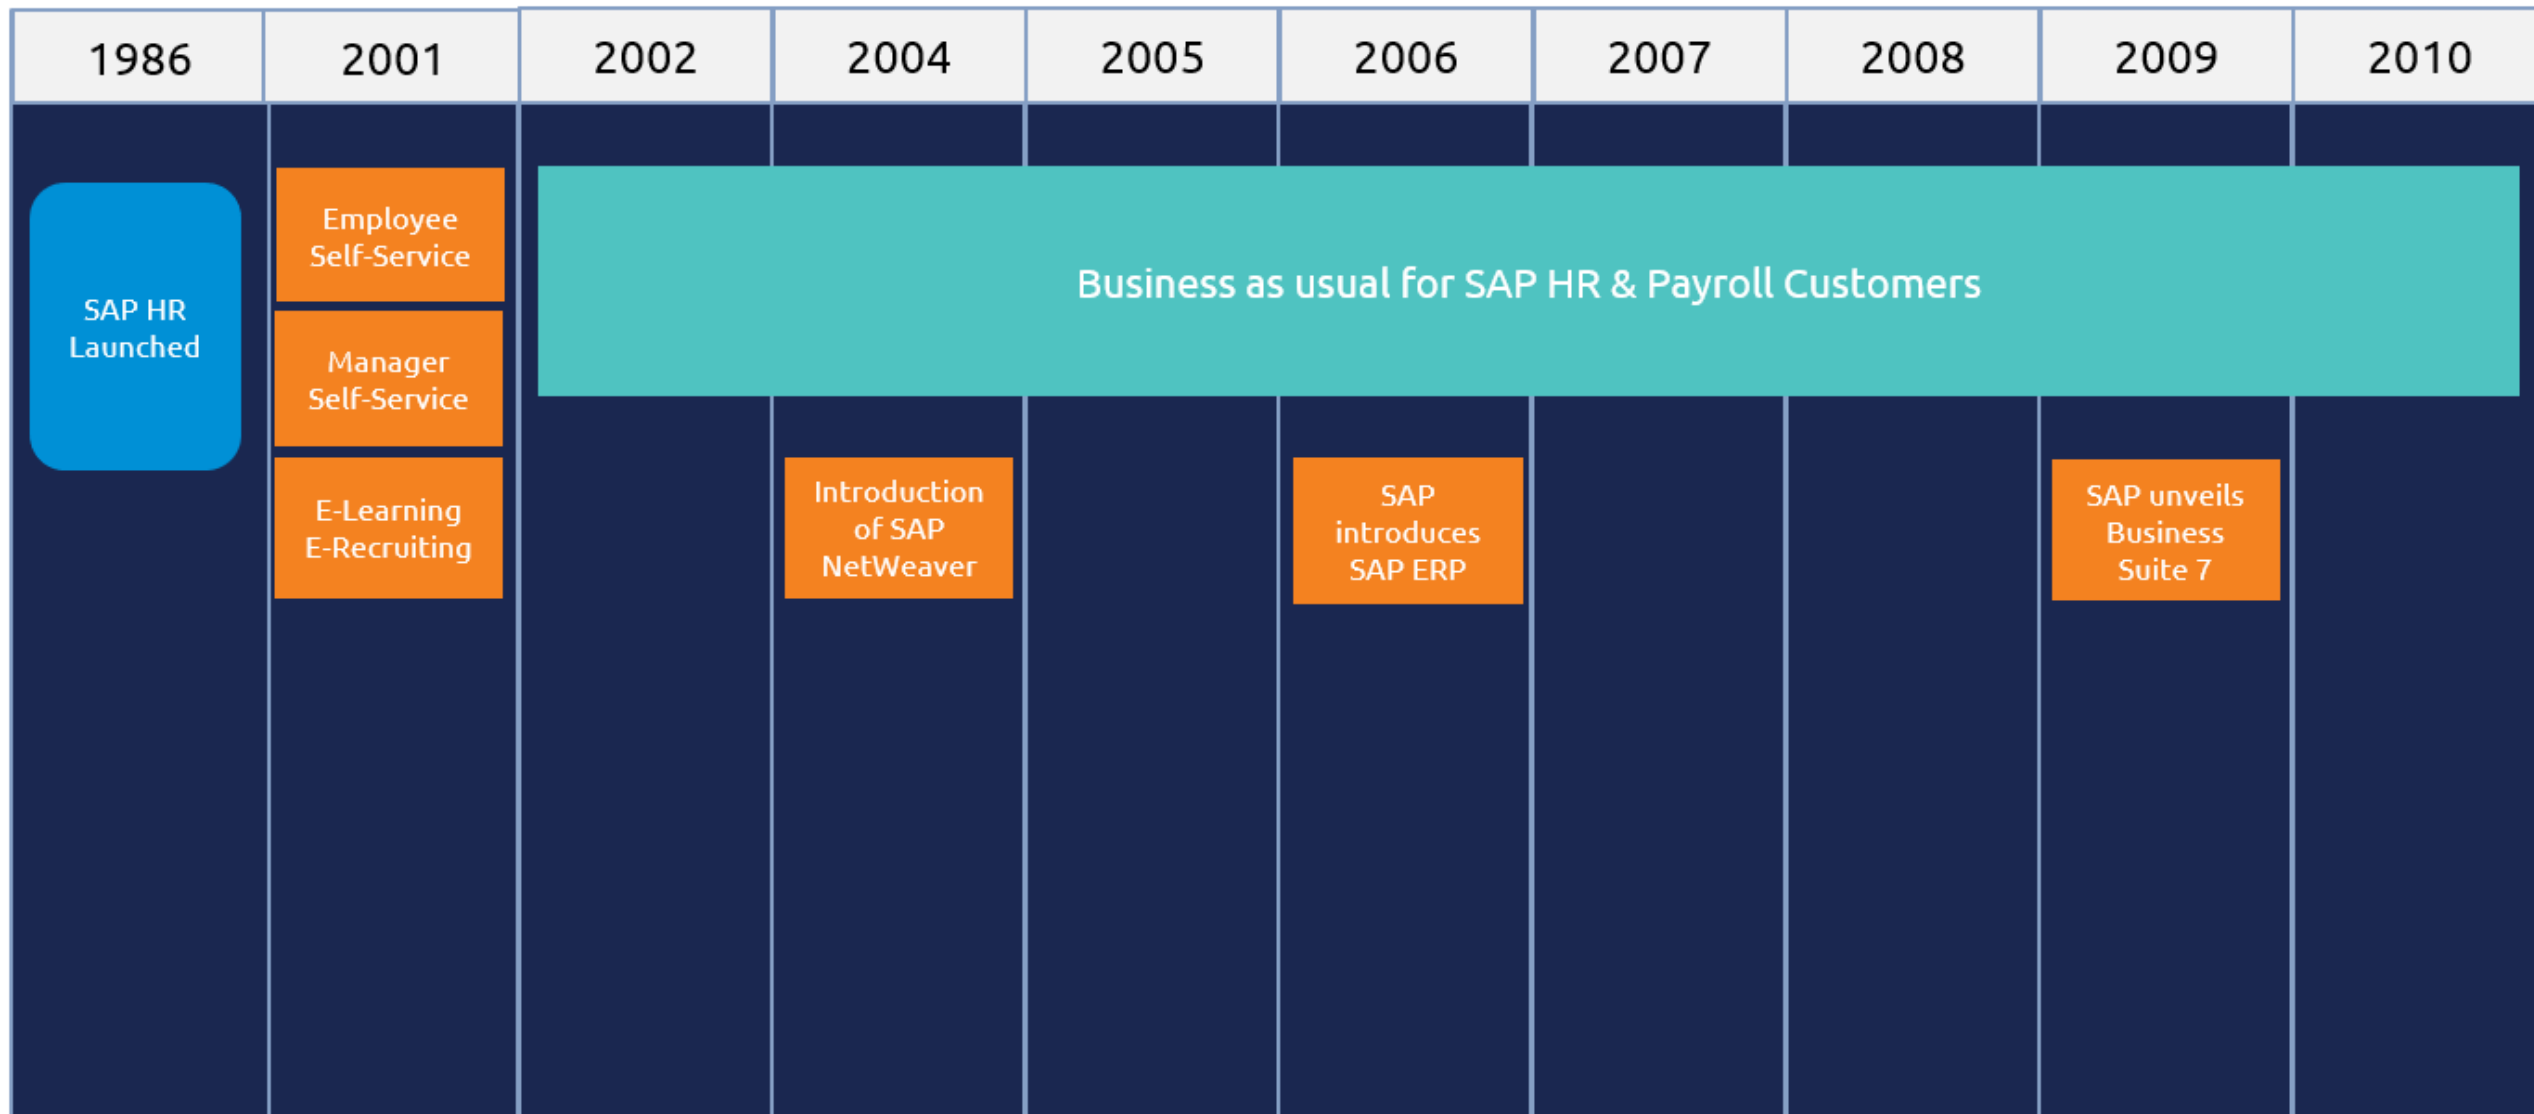 1986
2001
2002
2004
2005
2006
2007
2008
2009
2010
SAP HR
Launched
Employee
Self-Service
Manager
Self-Service
E-Learning
E-Recruiting
Business as usual for SAP HR & Payroll Customers
Introduction
of SAP
NetWeaver
SAP
introduces
SAP ERP
SAP unveils
Business
Suite 7